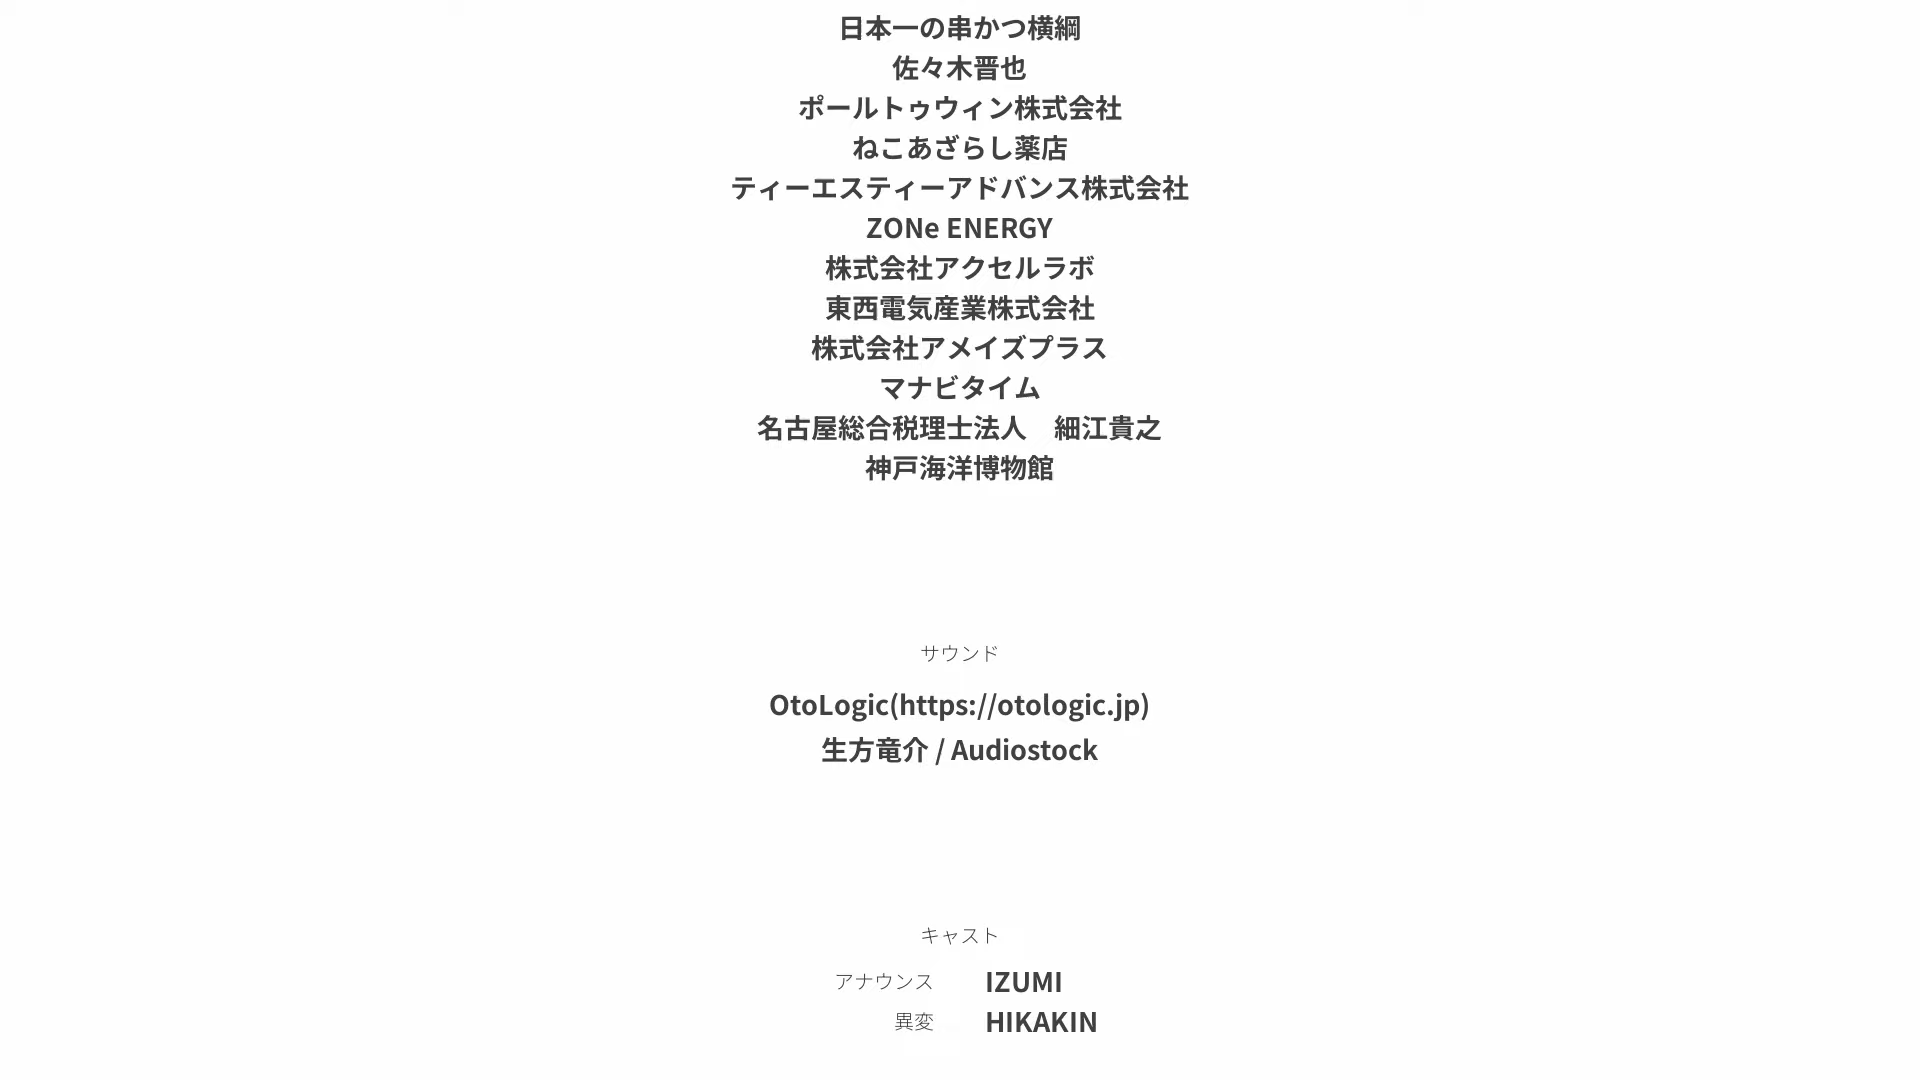 日本一の串かつ横綱
佐々木晋也
ポールトゥウィン株式会社
ねこあざらし薬店
ティーエスティーアドバンス株式会社
ZONe ENERGY
株式会社アクセルラボ
東西電気産業株式会社
株式会社アメイズプラス
マナビタイム
名古屋総合税理士法人　細江貴之
神戸海洋博物館
サウンド
OtoLogic(https://otologic.jp)
生方竜介 / Audiostock
キャスト
アナウンス IZUMI
異変 HIKAKIN